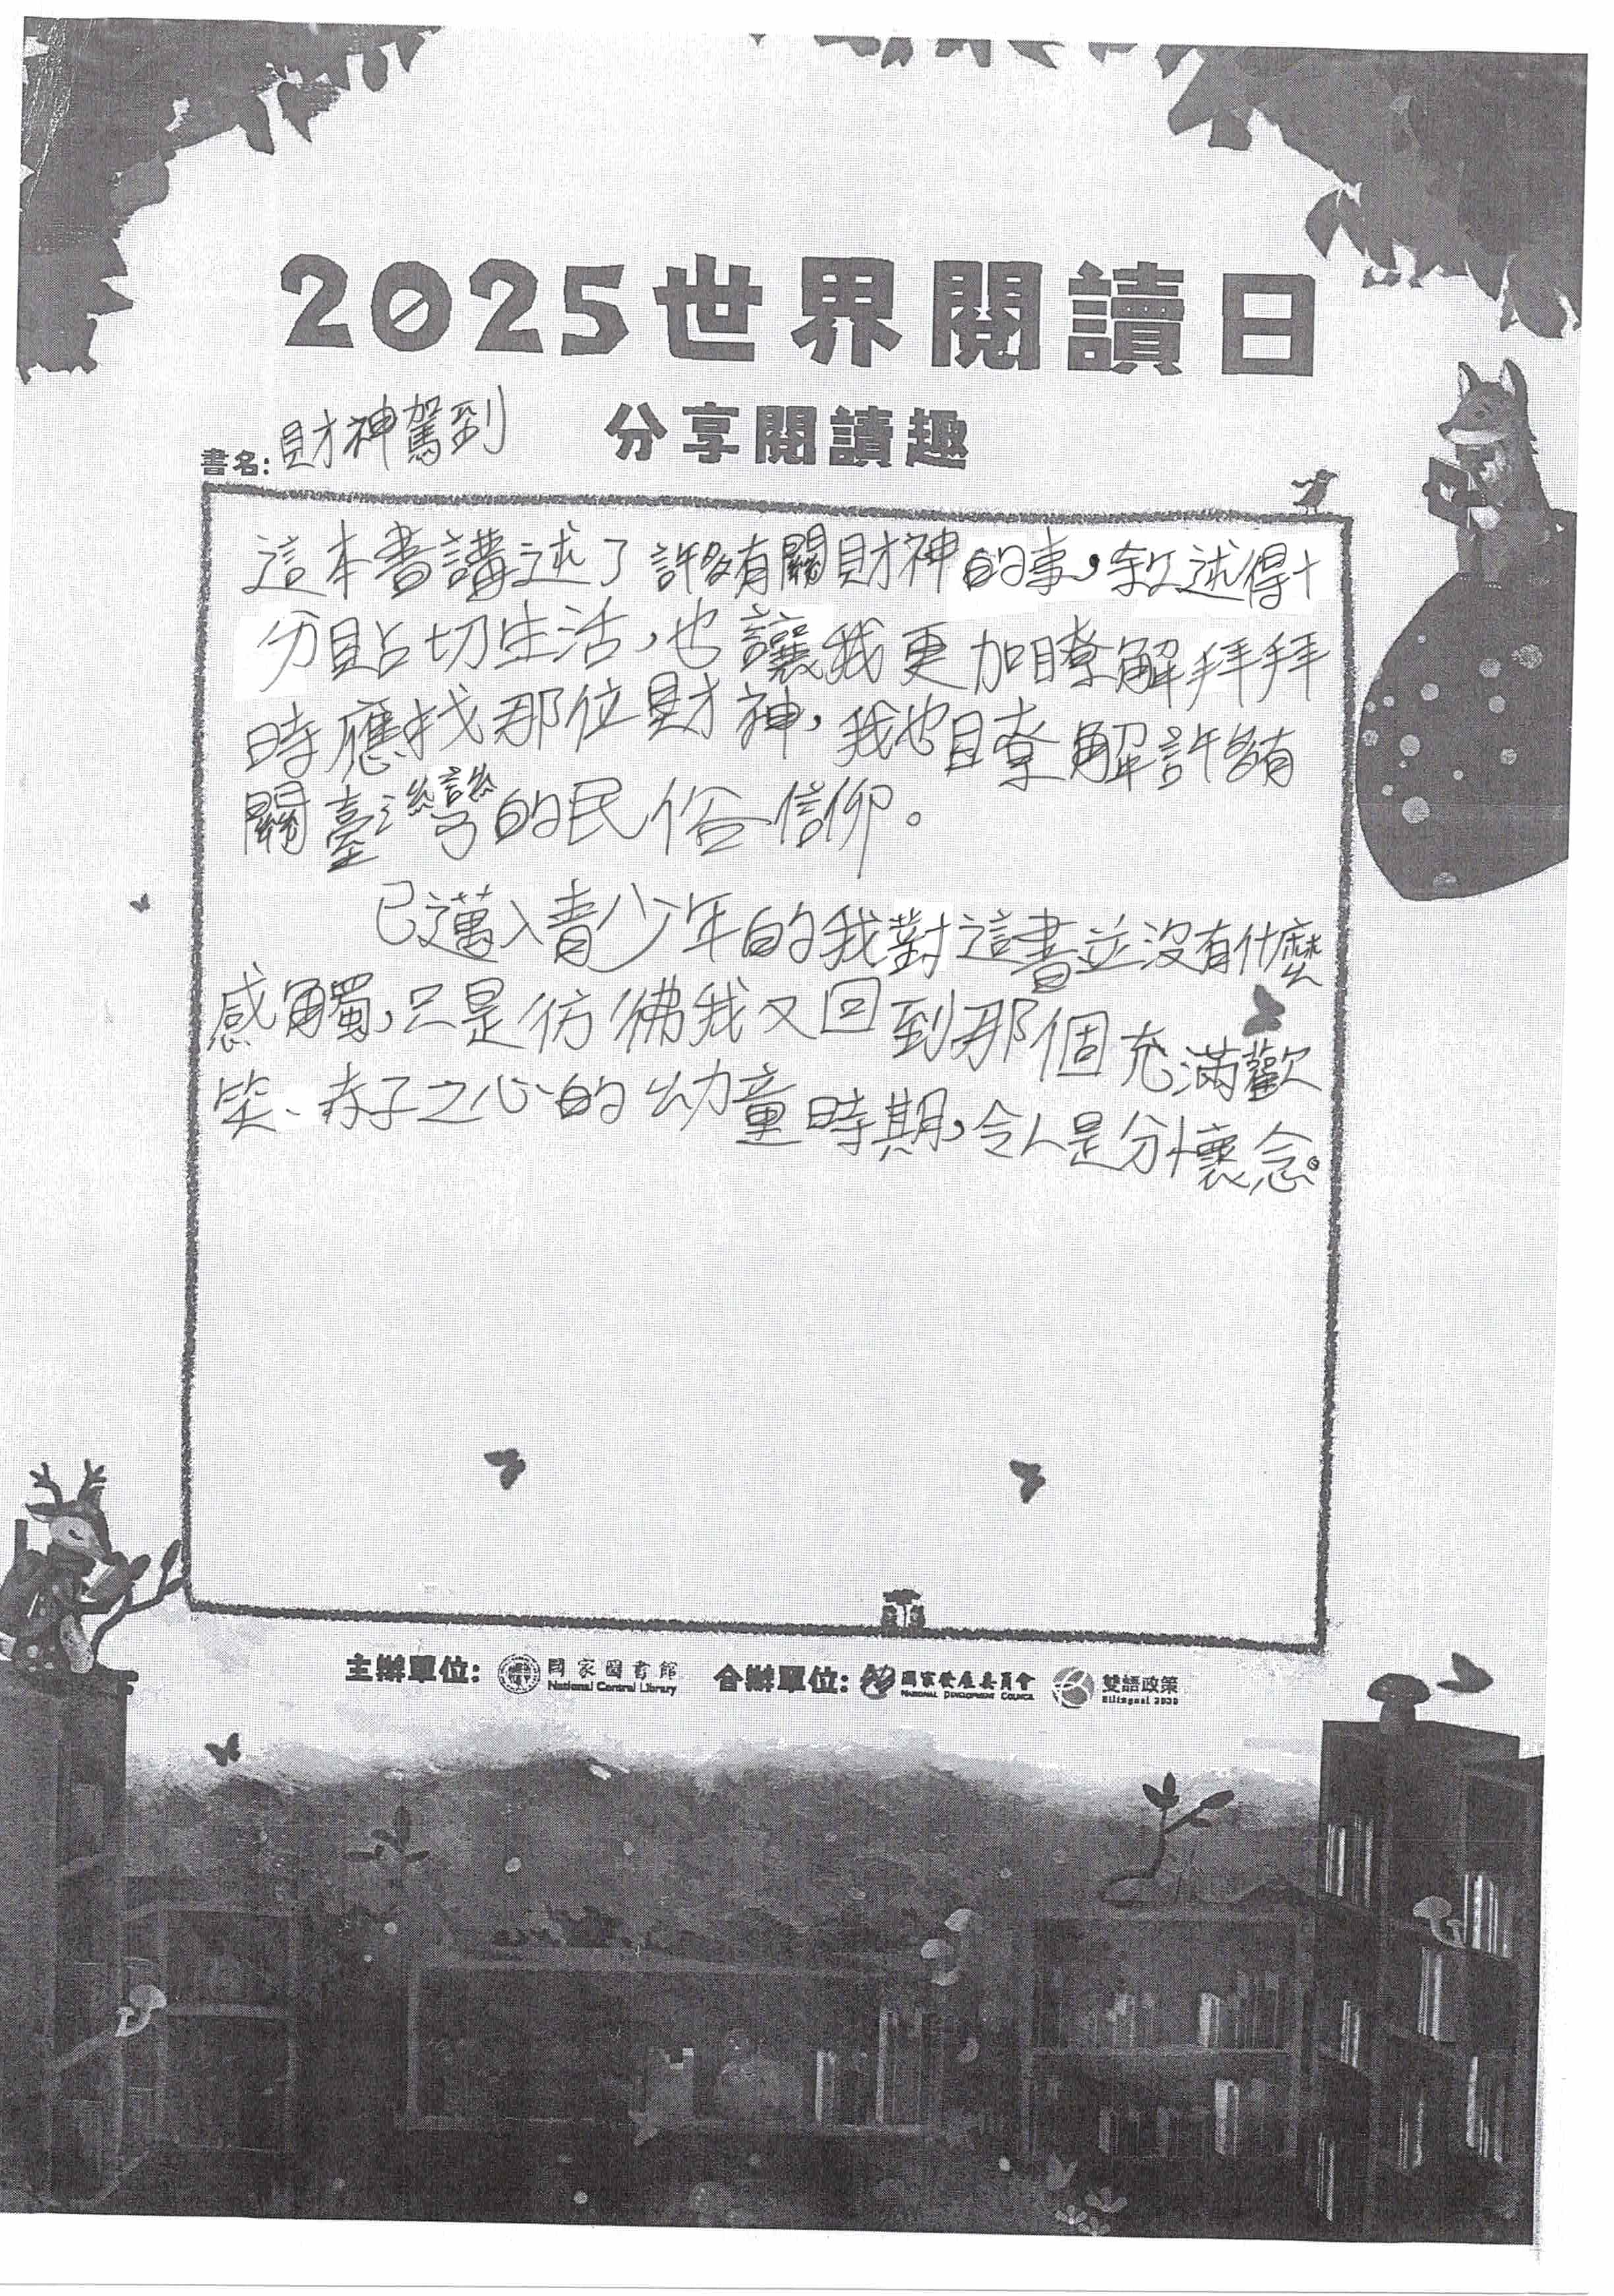 2025世界閱讀日
分享閱讀趣
書名:財神駕到
這本書講述了許多有關財神的事,敘述得十
分貼切生活,也讓我更加瞭解拜拜
時應找那位財神,我也瞭解許多有
關臺灣的民俗信仰。
已邁入青少年的我對這書並沒有什麼
感觸,只是彷彿我又回到那個充滿歡
笑、赤子之心的幼童時期,令人是分懷念。
主辦單位: 國家圖書館 National Central Library 合辦單位: 國家發展委員會 NATIONAL DEVELOPMENT COUNCIL 雙語政策 Bilingual 2030